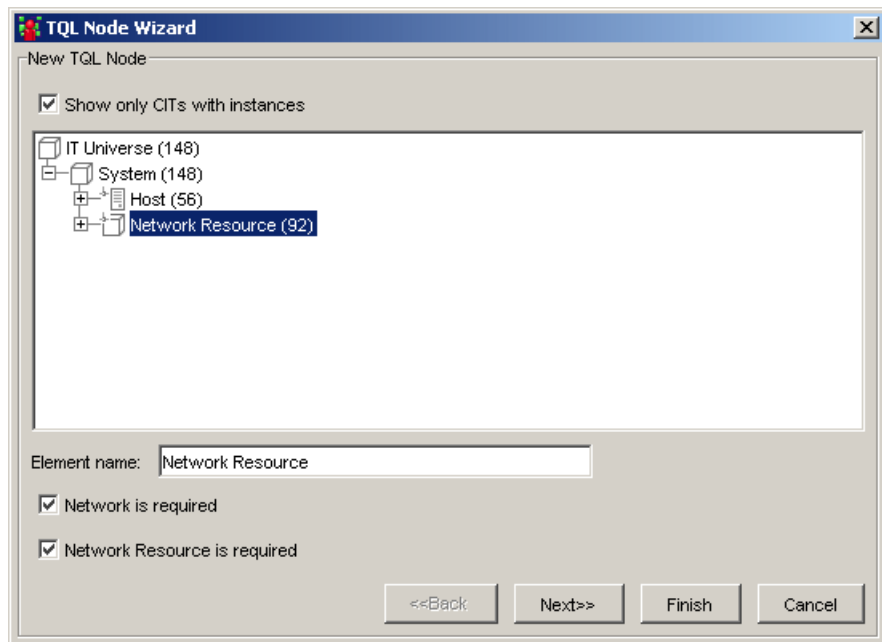 TQL Node Wizard
New TQL Node
Show only CITs with instances
IT Universe (148)
System (148)
Host (56)
Network Resource (92)
Element name: Network Resource
Network is required
Network Resource is required
<<Back Next>> Finish Cancel